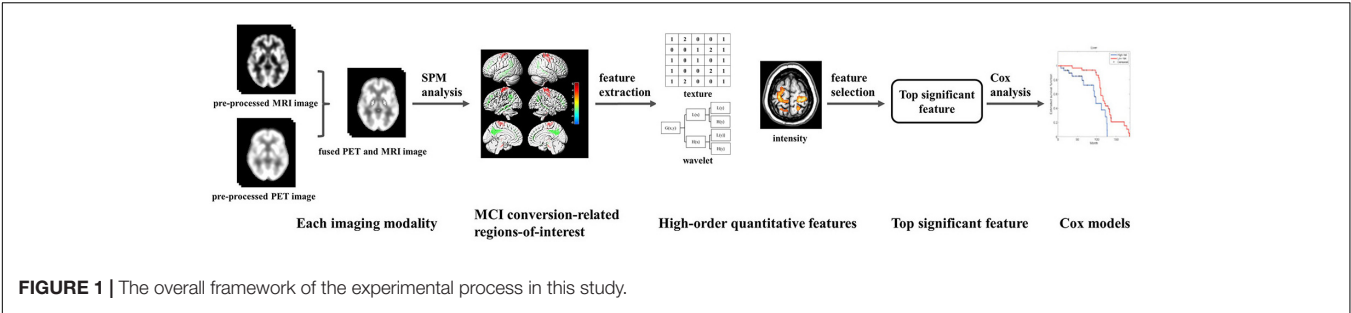 pre-processed MRI image
pre-processed PET image
fused PET and MRI image
SPM
analysis
feature
extraction
1 2 0 0 1
0 0 1 2 1
1 0 1 0 1
1 0 0 2 1
1 2 0 0 1
texture
wavelet
intensity
feature
selection
Top significant
feature
Cox
analysis
Each imaging modality
MCI conversion-related
regions-of-interest
High-order quantitative features
Top significant feature
Cox models
FIGURE 1 | The overall framework of the experimental process in this study.